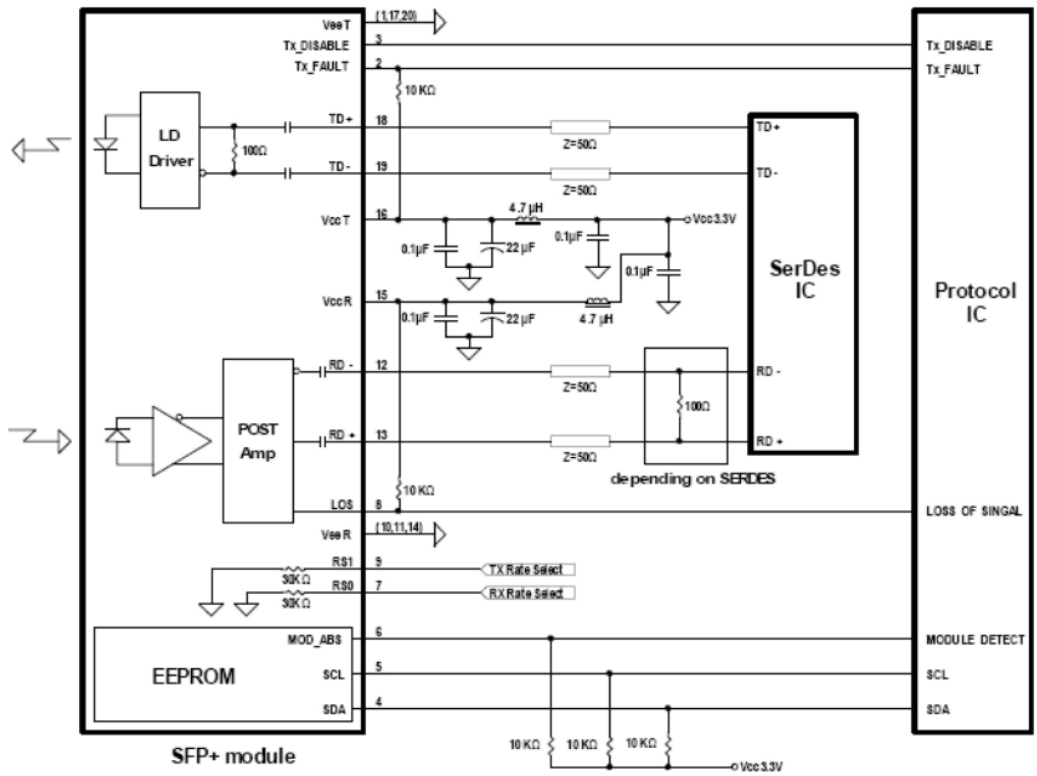 VeeT (1,17,20)
Tx_DISABLE 3 Tx_DISABLE
Tx_FAULT 2 Tx_FAULT
10 KΩ
LD
Driver
100Ω
TD+ 18 Z=50Ω TD+
TD- 19 Z=50Ω TD-
VccT 16 4.7 µH Vcc3.3V
0.1µF 22 µF 0.1µF 0.1µF
SerDes
IC
Protocol
IC
VccR 15
0.1µF 22 µF 4.7 µH
RD - 12 Z=50Ω RD -
100Ω
POST
Amp
RD + 13 Z=50Ω RD +
depending on SERDES
10 KΩ
LOS 8 LOSS OF SINGAL
VeeR (10,11,14)
RS1 9 TX Rate Select
30KΩ
RS0 7 RX Rate Select
30KΩ
MOD_ABS 6 MODULE DETECT
EEPROM
SCL 5 SCL
SDA 4 SDA
10 KΩ 10 KΩ 10 KΩ
Vcc3.3V
SFP+ module